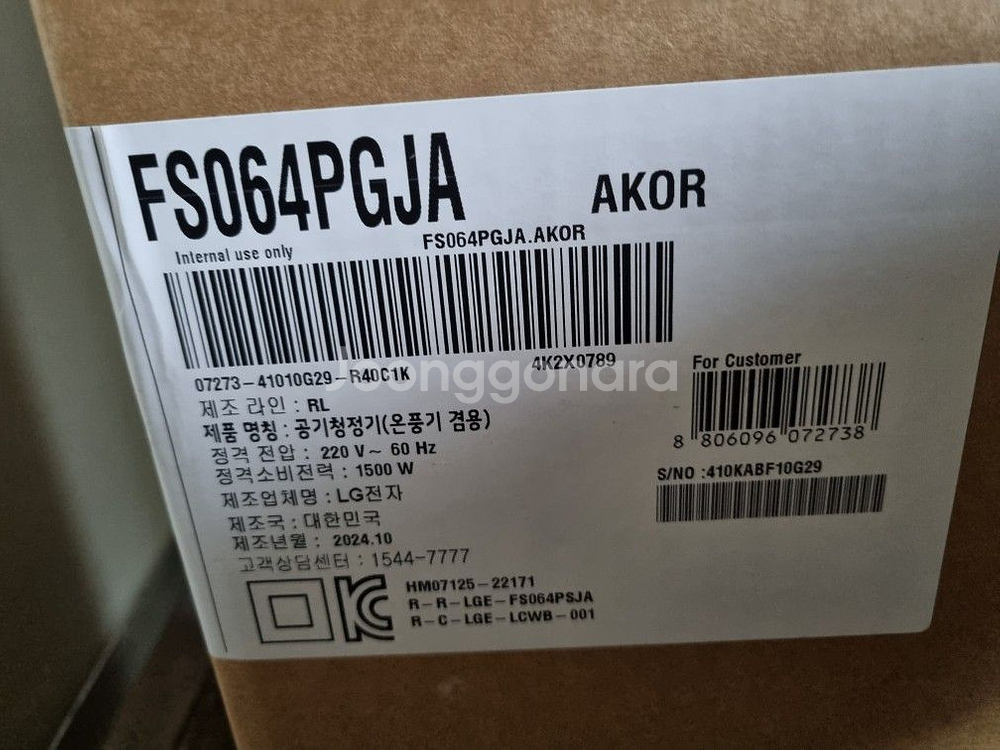 FS064PGJA
AKOR
Internal use only
FS064PGJA.AKOR
07273-41010G29-R40C1K
4K2X0789
제조 라인 : RL
제품 명칭 : 공기청정기(온풍기 겸용)
정격 전압 : 220 V~ 60 Hz
정격소비전력 : 1500 W
제조업체명 : LG전자
제조국 : 대한민국
제조년월 : 2024.10
고객상담센터 : 1544-7777
HM07125-22171
R-R-LGE-FS064PSJA
R-C-LGE-LCWB-001
For Customer
8 806096 072738
S/NO :410KABF10G29
Joonggonara